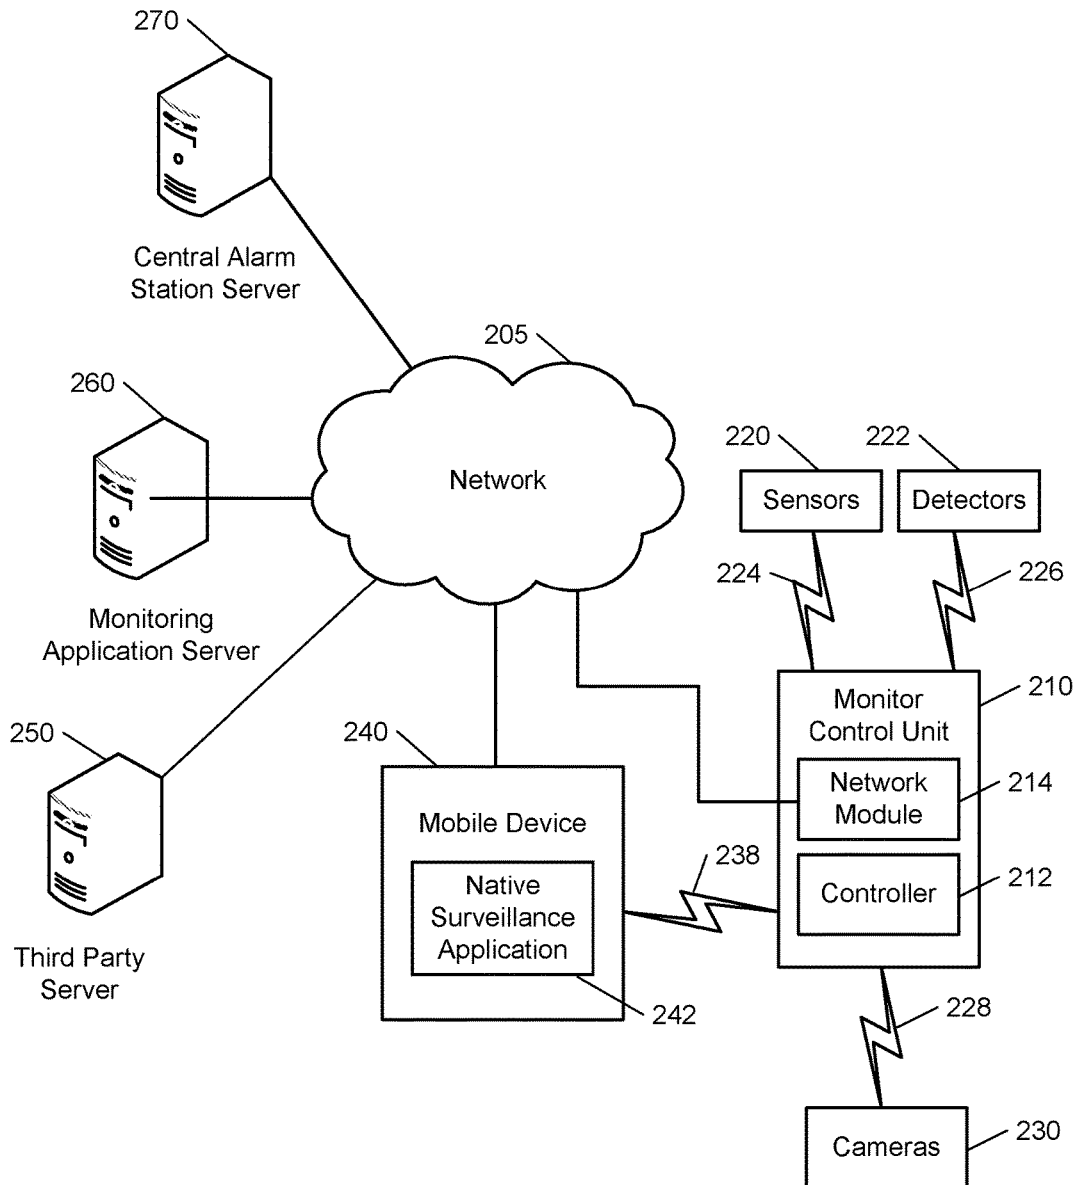 270
Central Alarm
Station Server
205
260
Network
220
222
Sensors
Detectors
224
226
Monitoring
Application Server
210
Monitor
Control Unit
250
240
Network
Module
214
Mobile Device
238
Native
Surveillance
Application
Controller
212
Third Party
Server
242
228
Cameras
230